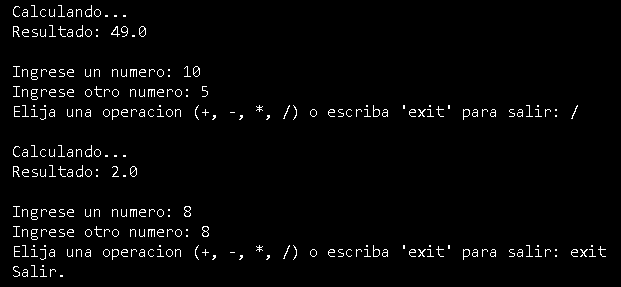 Calculando...
Resultado: 49.0
Ingrese un numero: 10
Ingrese otro numero: 5
Elija una operacion (+, -, *, /) o escriba 'exit' para salir: /
Calculando...
Resultado: 2.0
Ingrese un numero: 8
Ingrese otro numero: 8
Elija una operacion (+, -, *, /) o escriba 'exit' para salir: exit
Salir.